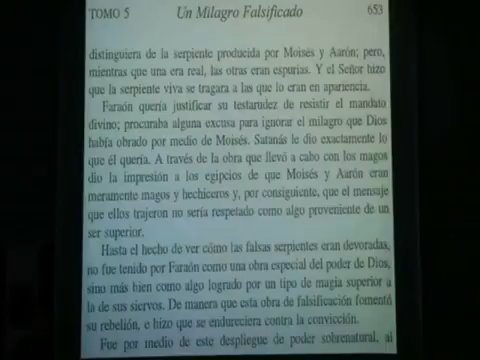 TOMO 5 Un Milagro Falsificado 653
distinguiera de la serpiente producida por Moisés y Aarón; pero,
mientras que una era real, las otras eran espurias. Y el Señor hizo
que la serpiente viva se tragara a las que lo eran en apariencia.
Faraón quería justificar su testarudez de resistir el mandato
divino; procuraba alguna excusa para ignorar el milagro que Dios
había obrado por medio de Moisés. Satanás le dio exactamente lo
que él quería. A través de la obra que llevó a cabo con los magos
dio la impresión a los egipcios de que Moisés y Aarón eran
meramente magos y hechiceros y, por consiguiente, que el mensaje
que ellos trajeron no sería respetado como algo proveniente de un
ser superior.
Hasta el hecho de ver cómo las falsas serpientes eran devoradas,
no fue tenido por Faraón como una obra especial del poder de Dios,
sino más bien como algo logrado por un tipo de magia superior a
la de sus siervos. De manera que esta obra de falsificación fomentó
su rebelión, e hizo que se endureciera contra la convicción.
Fue por medio de este despliegue de poder sobrenatural, al